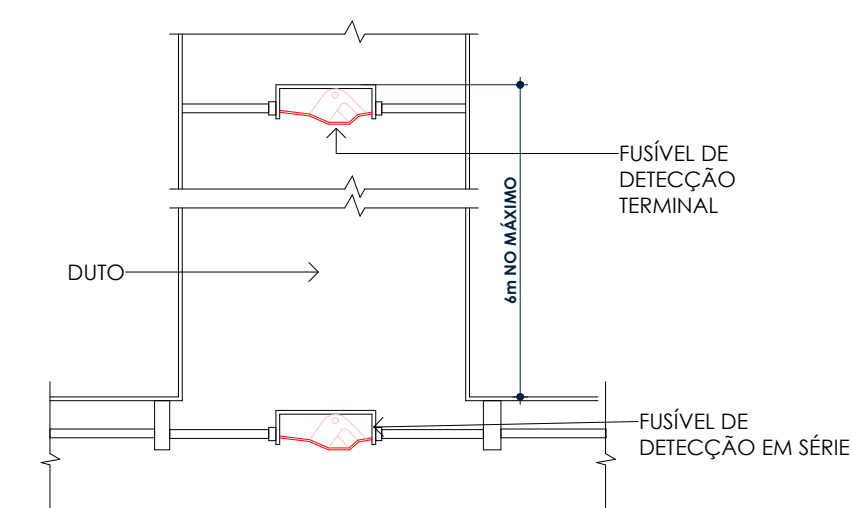 FUSÍVEL DE
DETECÇÃO
TERMINAL
6m NO MÁXIMO
DUTO
FUSÍVEL DE
DETECÇÃO EM SÉRIE